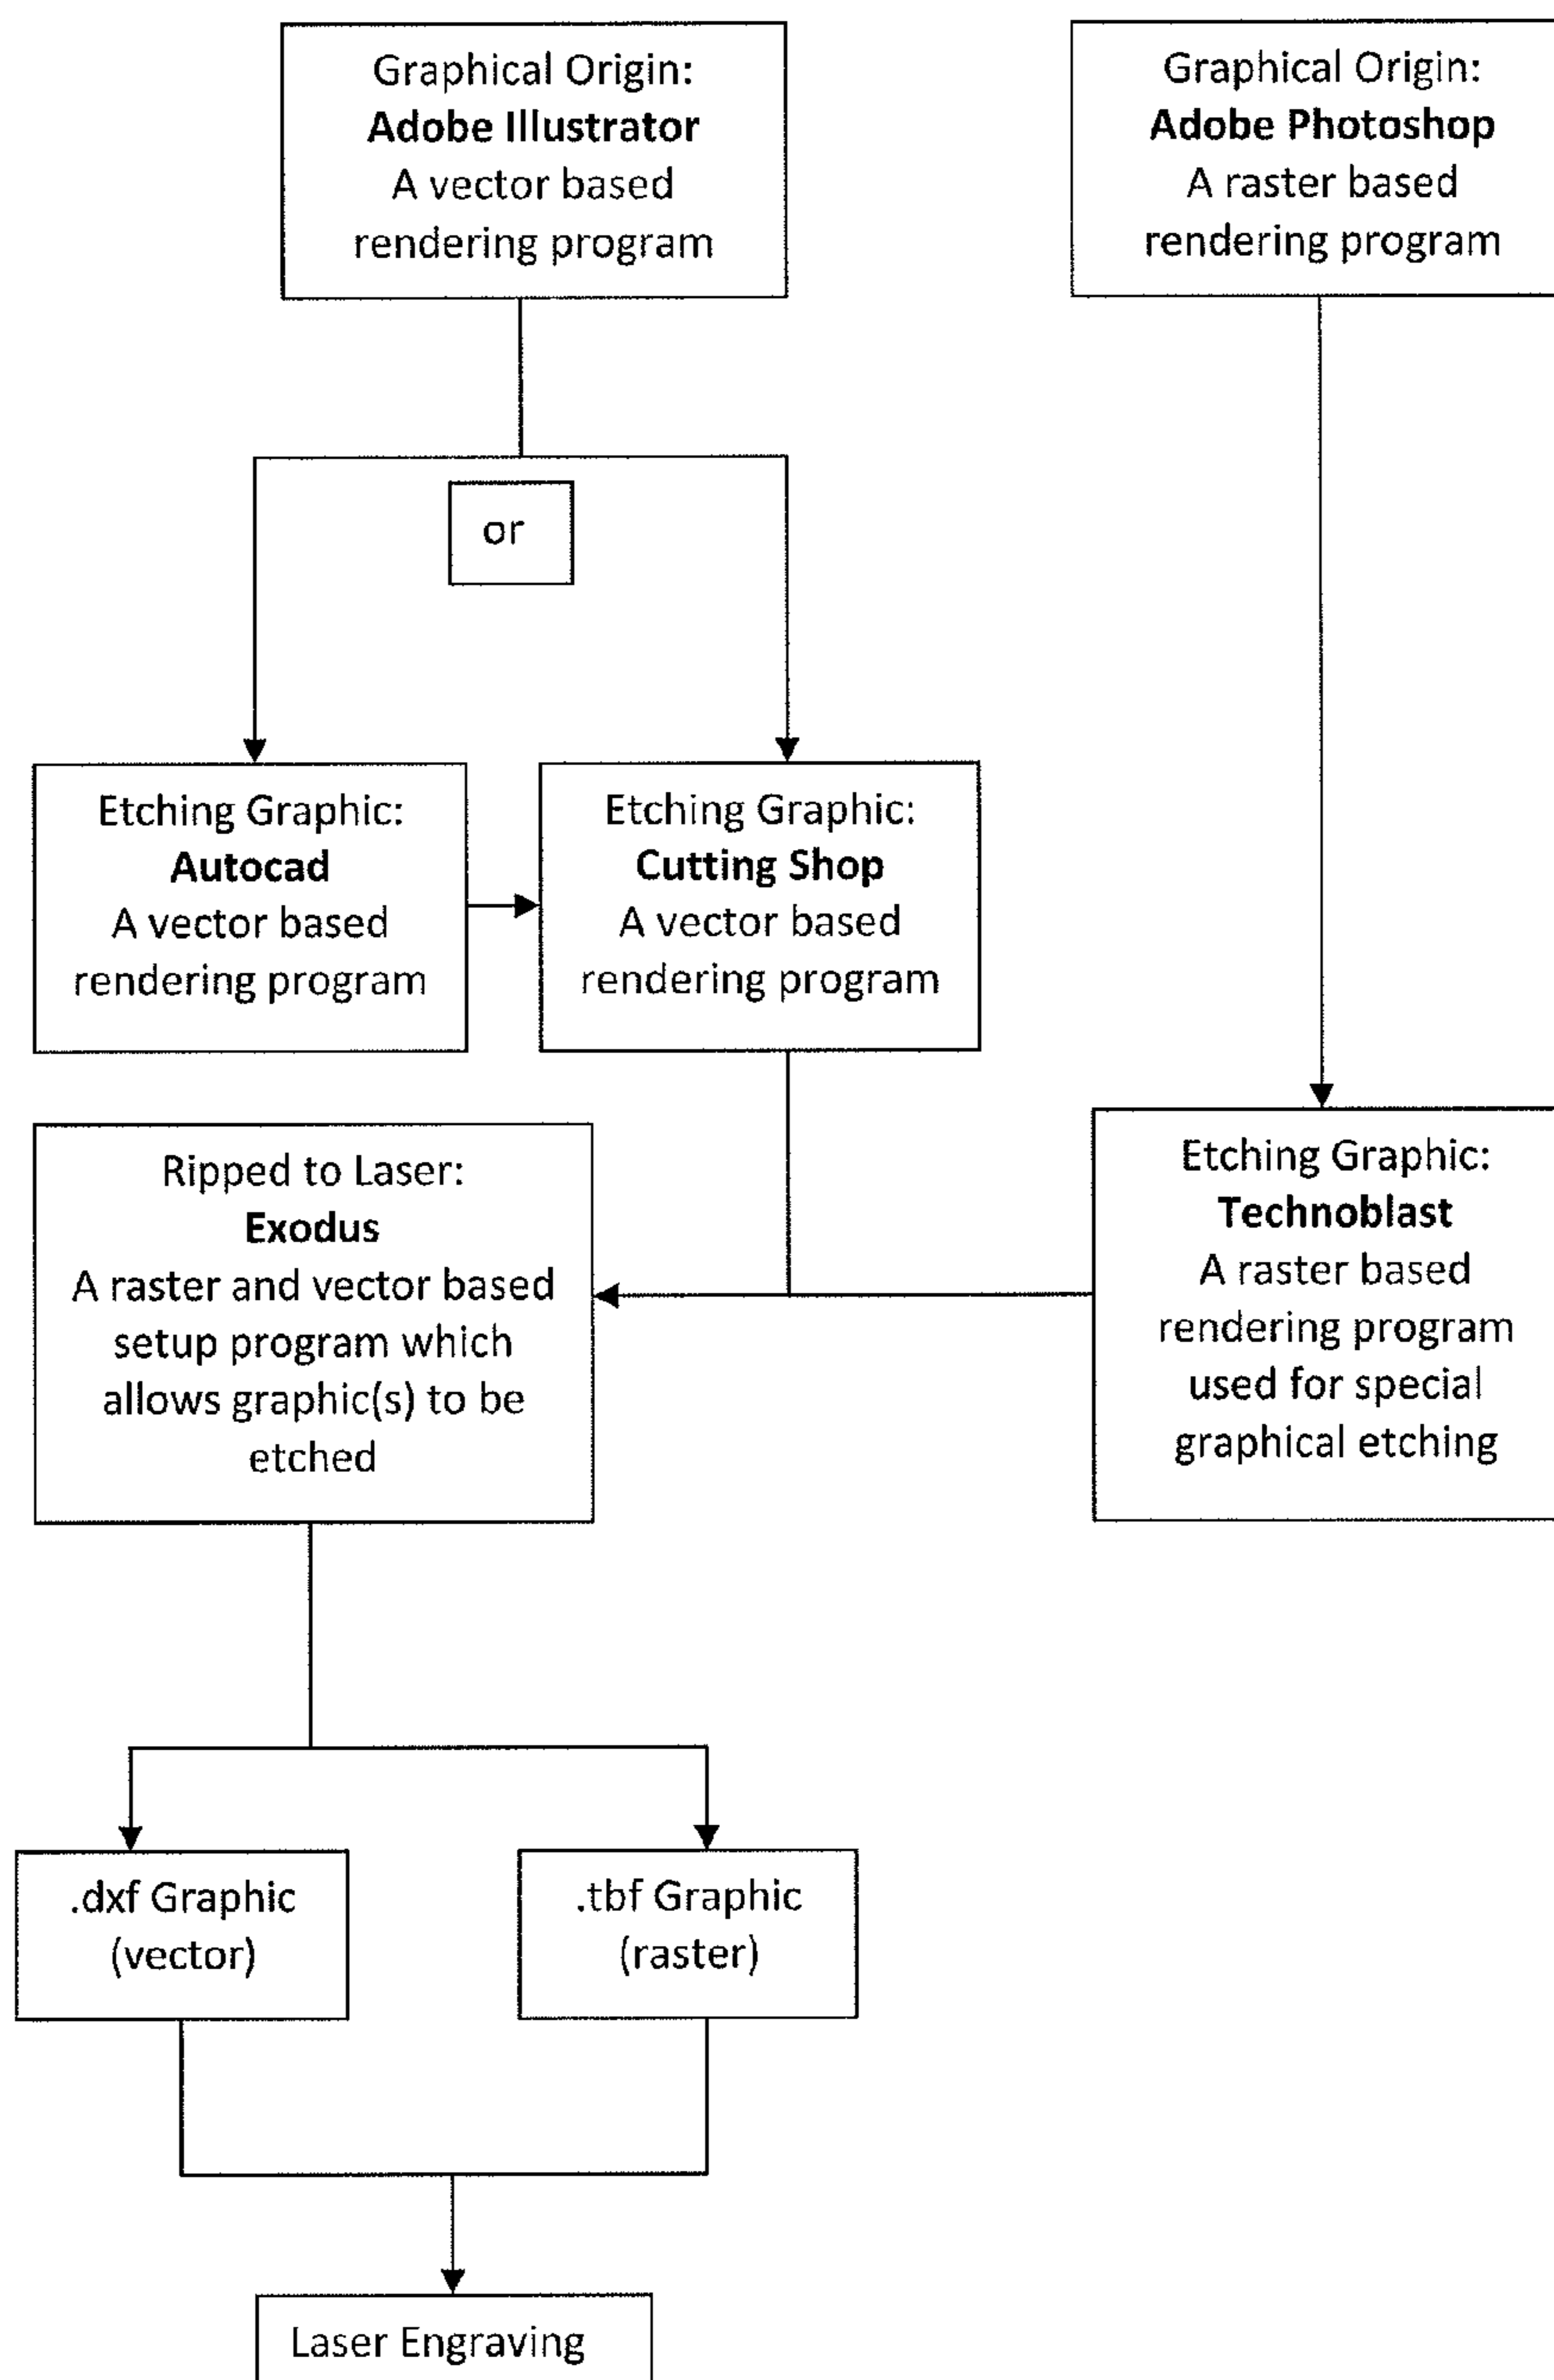 Graphical Origin:
Adobe Illustrator
A vector based
rendering program
Graphical Origin:
Adobe Photoshop
A raster based
rendering program
or
Etching Graphic:
Autocad
A vector based
rendering program
Etching Graphic:
Cutting Shop
A vector based
rendering program
Ripped to Laser:
Exodus
A raster and vector based
setup program which
allows graphic(s) to be
etched
Etching Graphic:
Technoblast
A raster based
rendering program
used for special
graphical etching
.dxf Graphic
(vector)
.tbf Graphic
(raster)
Laser Engraving